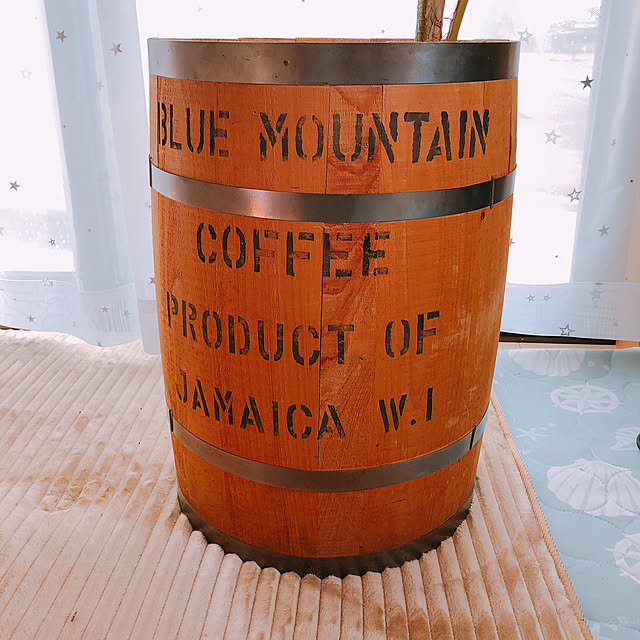 BLUE MOUNTAIN
COFFEE
PRODUCT OF
JAMAICA W.I